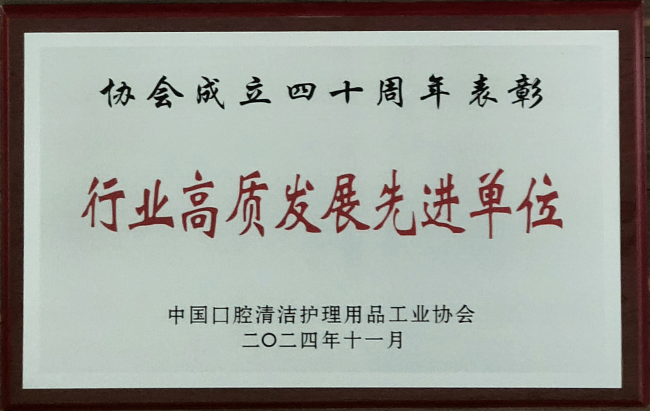 协会成立四十周年表彰
行业高质发展先进单位
中国口腔清洁护理用品工业协会
二〇二四年十一月